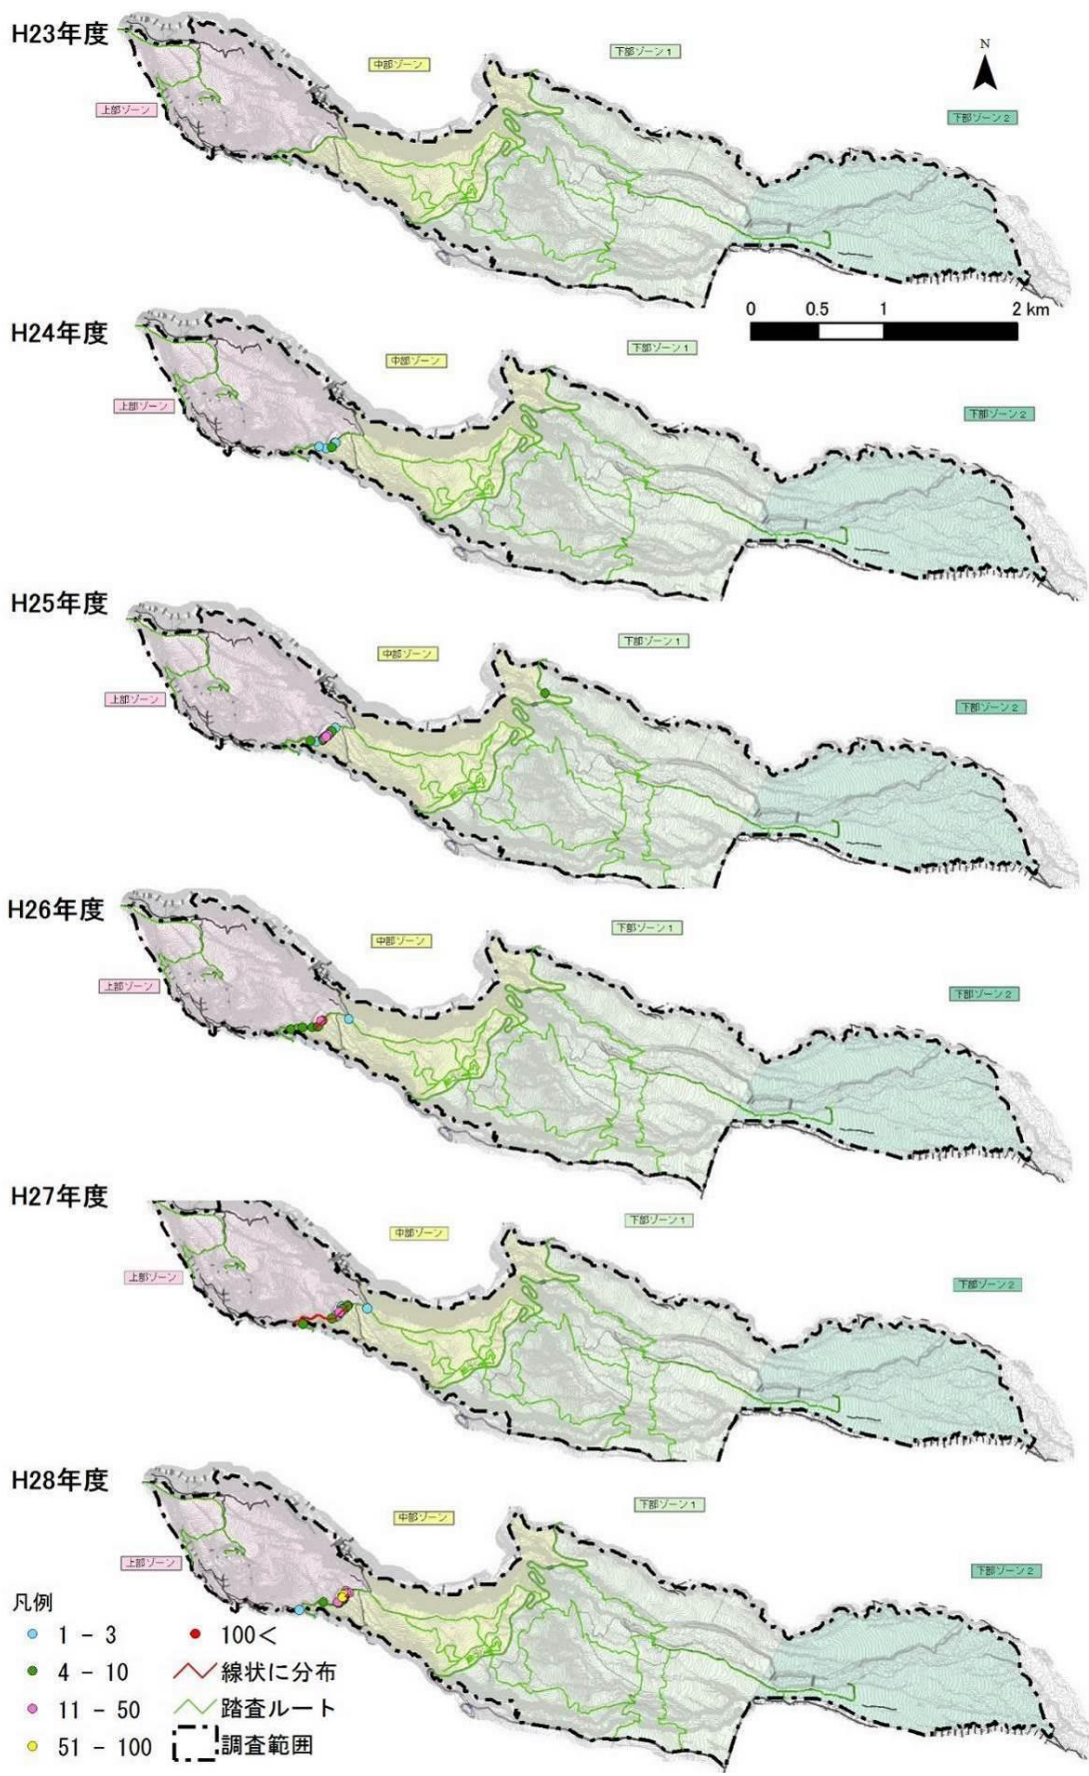 H23年度
中部ゾーン
下部ゾーン1
N
上部ゾーン
下部ゾーン2
0 0.5 1 2 km
H24年度
中部ゾーン
下部ゾーン1
上部ゾーン
下部ゾーン2
H25年度
中部ゾーン
下部ゾーン1
上部ゾーン
下部ゾーン2
H26年度
中部ゾーン
下部ゾーン1
上部ゾーン
下部ゾーン2
H27年度
中部ゾーン
下部ゾーン1
上部ゾーン
下部ゾーン2
H28年度
中部ゾーン
下部ゾーン1
上部ゾーン
下部ゾーン2
凡例
1 - 3
4 - 10
11 - 50
51 - 100
100<
線状に分布
踏査ルート
調査範囲